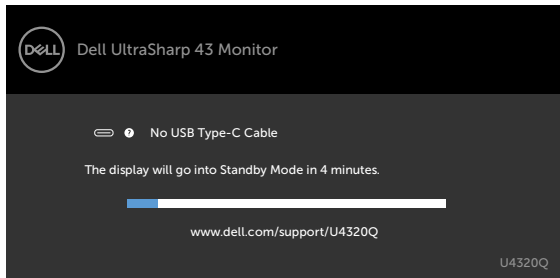 DELL Dell UltraSharp 43 Monitor
? No USB Type-C Cable
The display will go into Standby Mode in 4 minutes.
www.dell.com/support/U4320Q
U4320Q